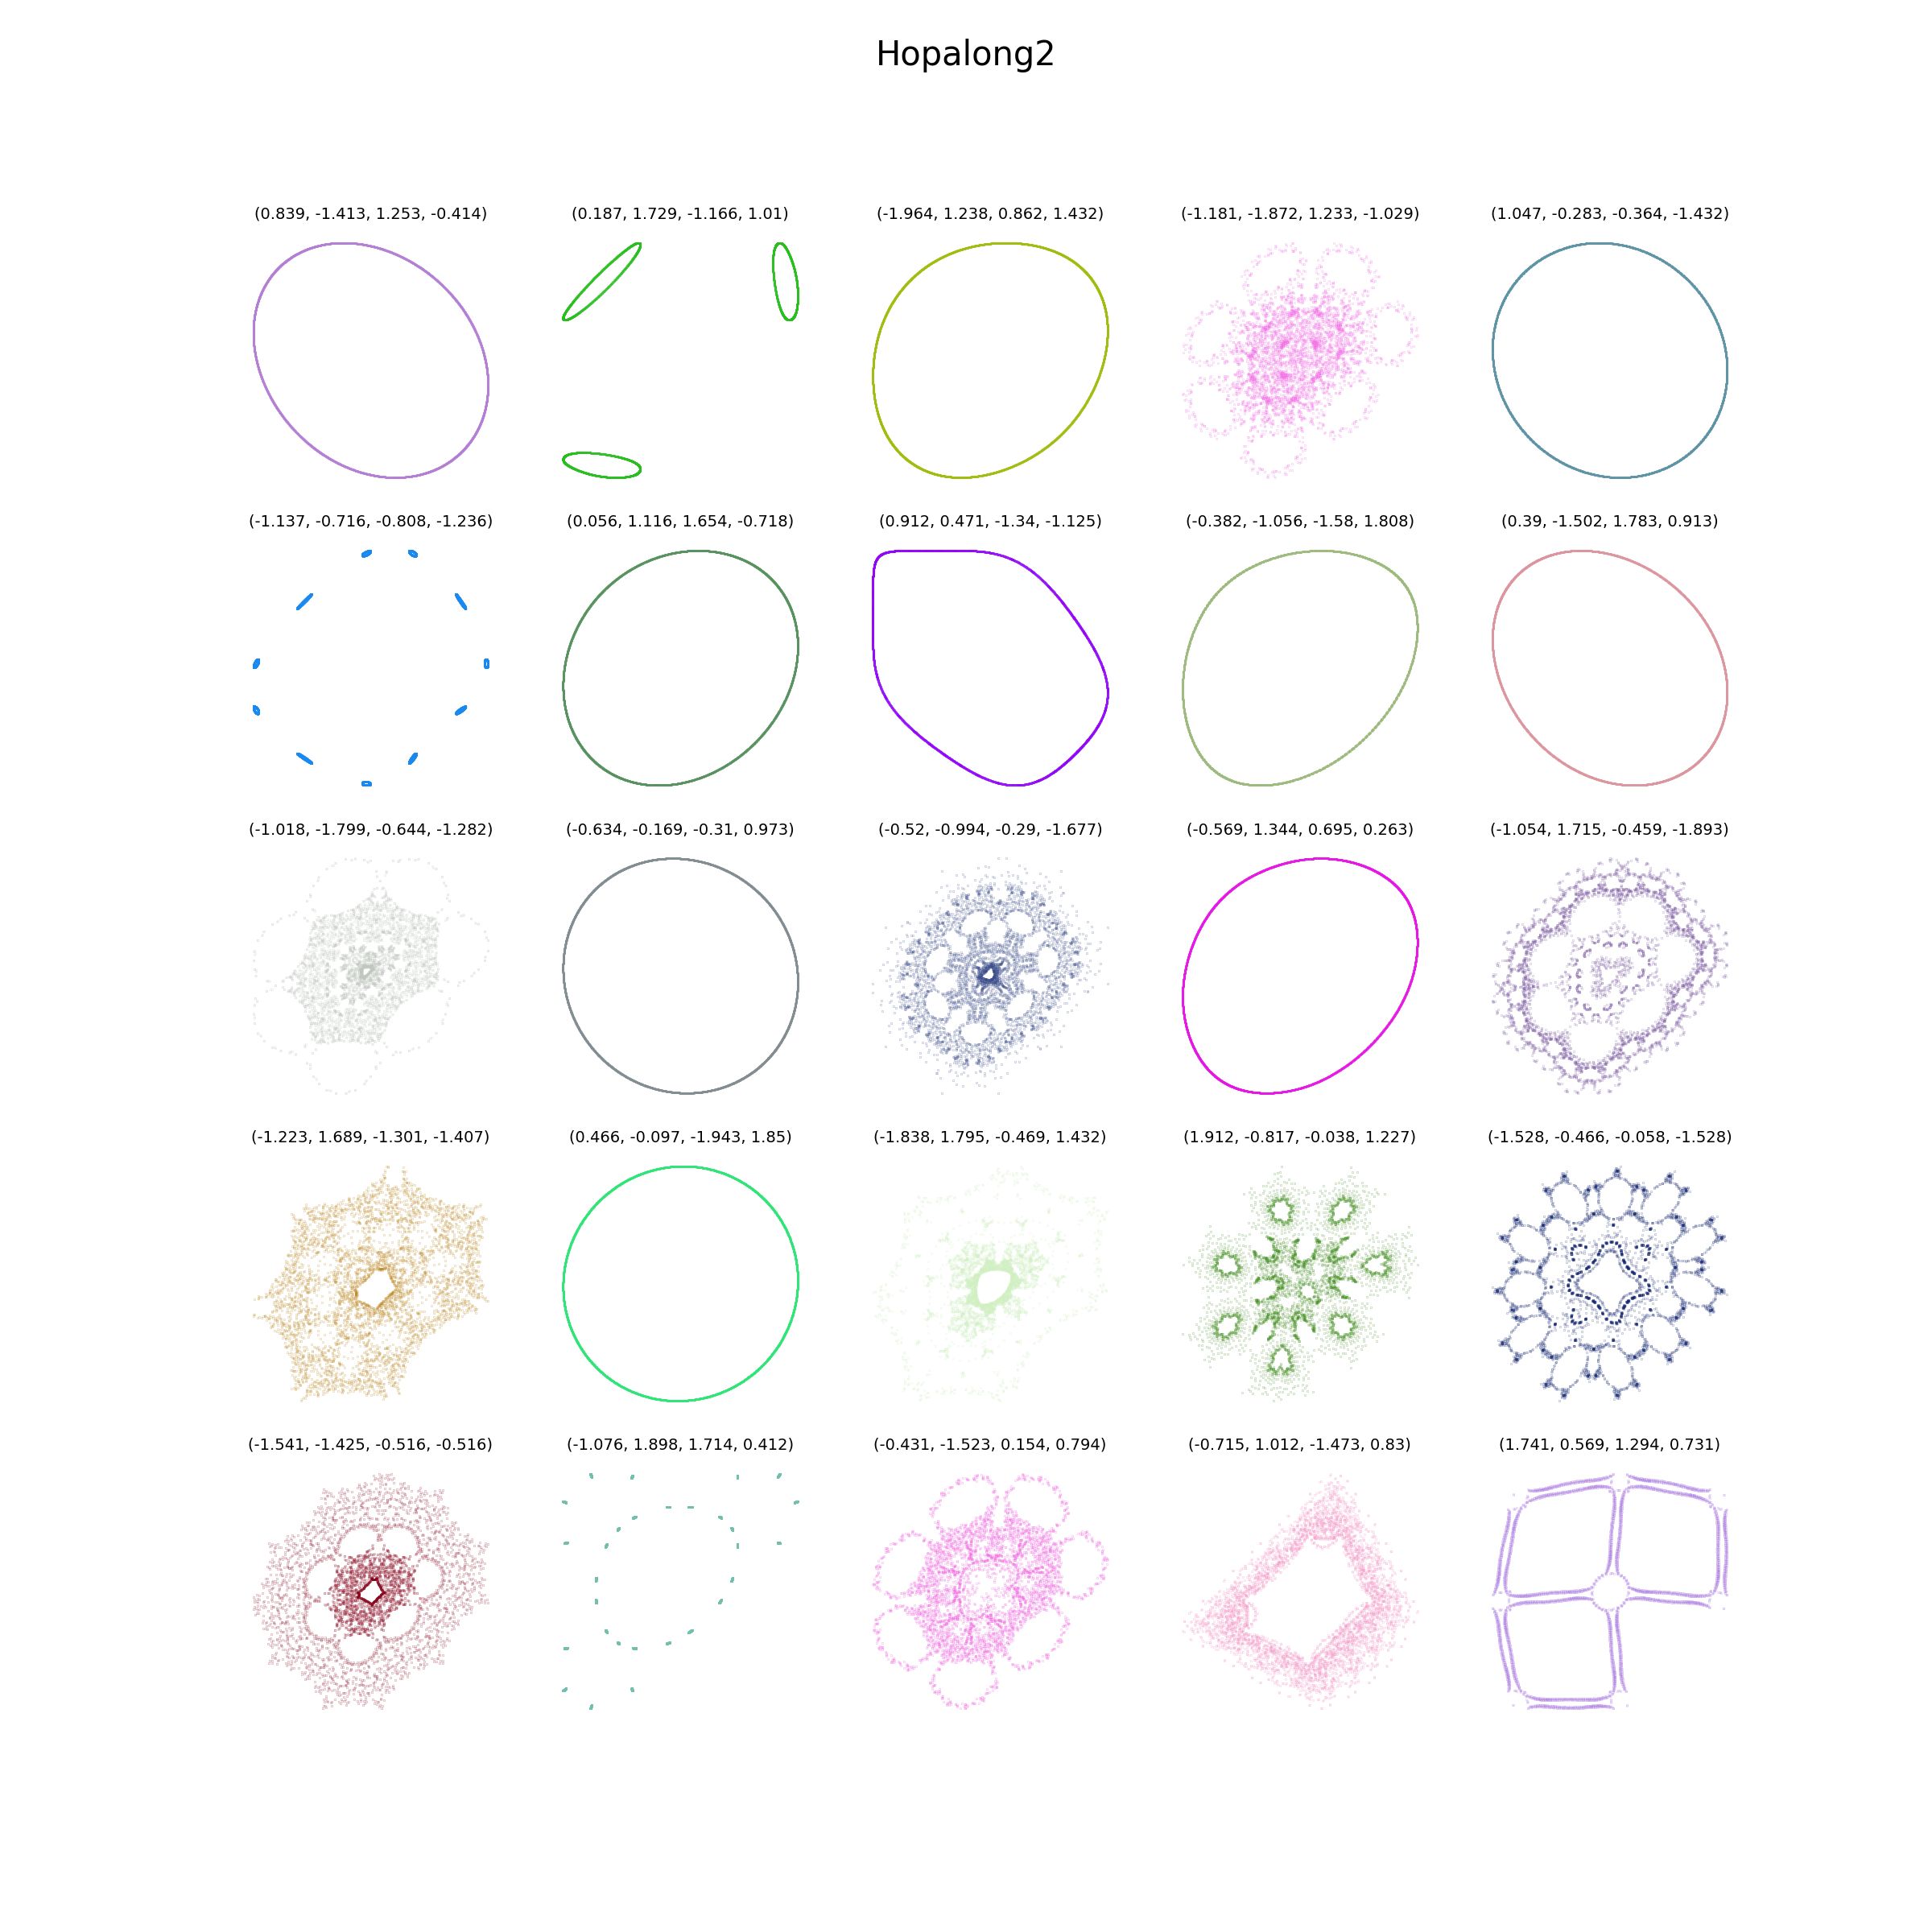 Hopalong2
(0.839, -1.413, 1.253, -0.414)
(0.187, 1.729, -1.166, 1.01)
(-1.964, 1.238, 0.862, 1.432)
(-1.181, -1.872, 1.233, -1.029)
(1.047, -0.283, -0.364, -1.432)
(-1.137, -0.716, -0.808, -1.236)
(0.056, 1.116, 1.654, -0.718)
(0.912, 0.471, -1.34, -1.125)
(-0.382, -1.056, -1.58, 1.808)
(0.39, -1.502, 1.783, 0.913)
(-1.018, -1.799, -0.644, -1.282)
(-0.634, -0.169, -0.31, 0.973)
(-0.52, -0.994, -0.29, -1.677)
(-0.569, 1.344, 0.695, 0.263)
(-1.054, 1.715, -0.459, -1.893)
(-1.223, 1.689, -1.301, -1.407)
(0.466, -0.097, -1.943, 1.85)
(-1.838, 1.795, -0.469, 1.432)
(1.912, -0.817, -0.038, 1.227)
(-1.528, -0.466, -0.058, -1.528)
(-1.541, -1.425, -0.516, -0.516)
(-1.076, 1.898, 1.714, 0.412)
(-0.431, -1.523, 0.154, 0.794)
(-0.715, 1.012, -1.473, 0.83)
(1.741, 0.569, 1.294, 0.731)